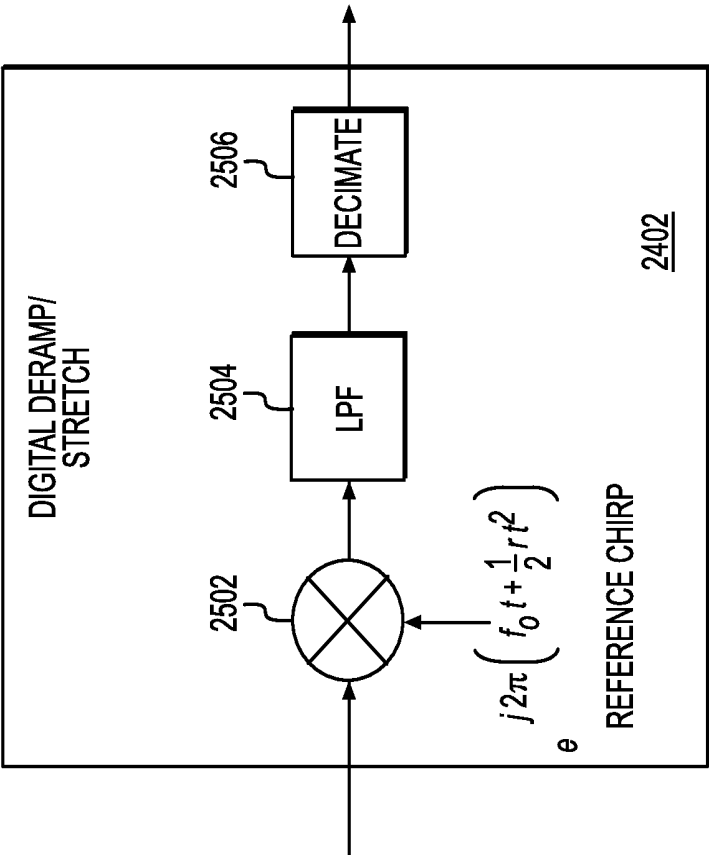 DIGITAL DERAMP/
STRETCH
2502
2504
2506
LPF
DECIMATE
e j2π(f₀t + 1/2 rt²)
REFERENCE CHIRP
2402